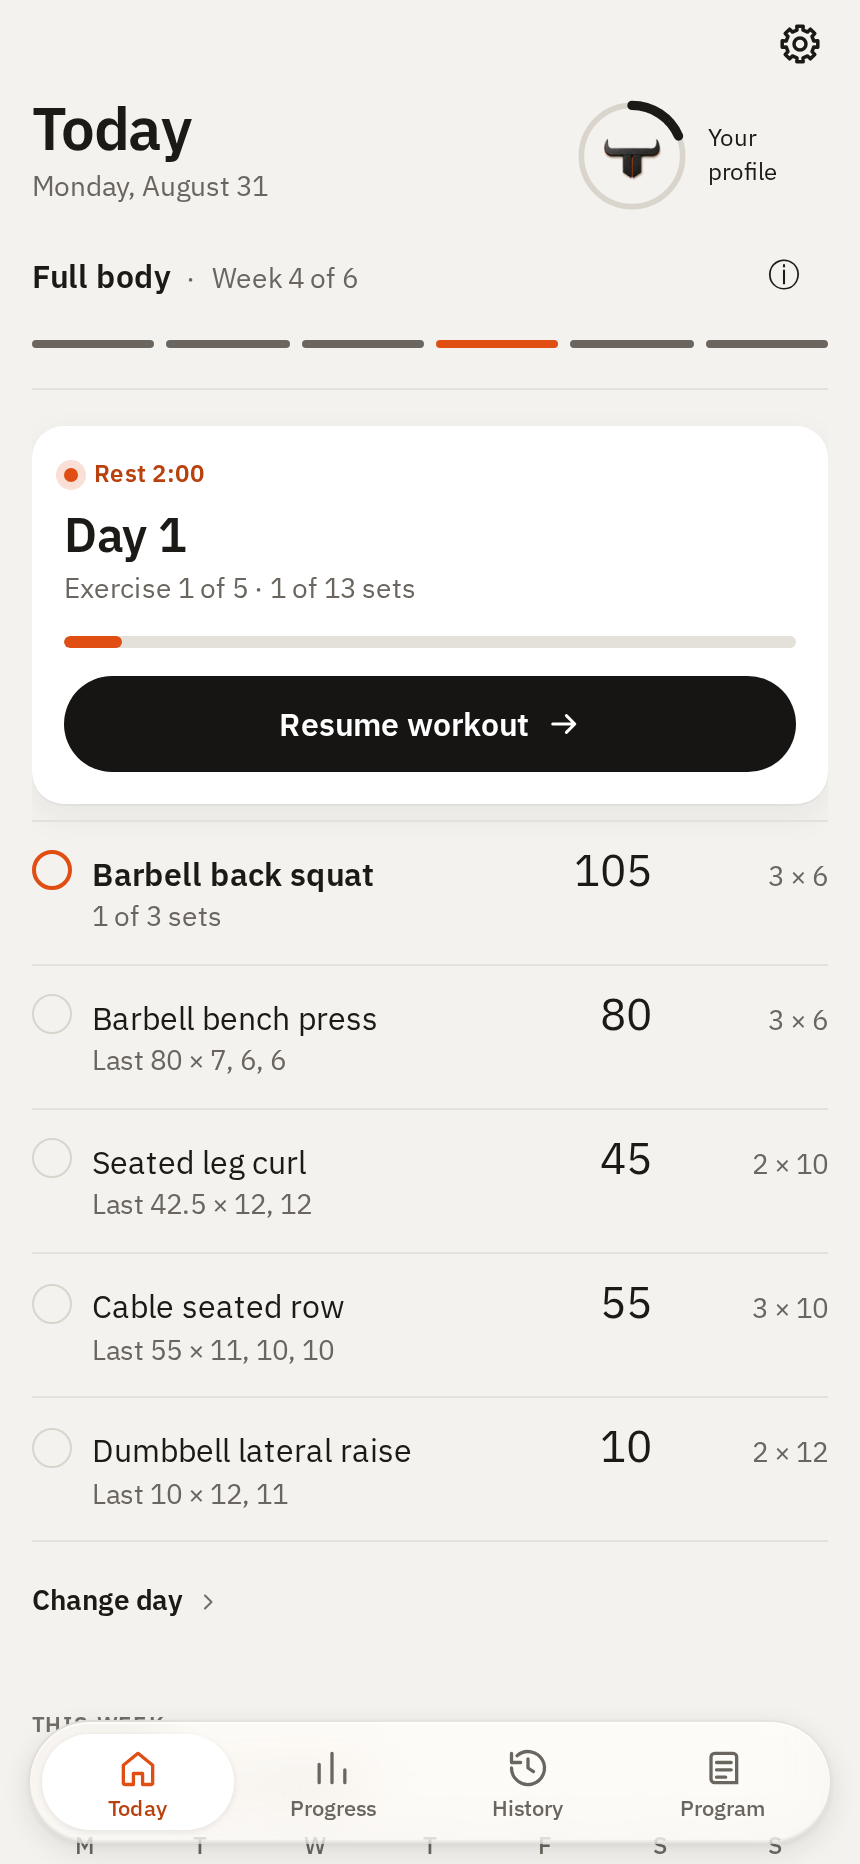 Today
Monday, August 31
Your
profile
Full body · Week 4 of 6
Rest 2:00
Day 1
Exercise 1 of 5 · 1 of 13 sets
Resume workout →
Barbell back squat 105 3 × 6
1 of 3 sets
Barbell bench press 80 3 × 6
Last 80 × 7, 6, 6
Seated leg curl 45 2 × 10
Last 42.5 × 12, 12
Cable seated row 55 3 × 10
Last 55 × 11, 10, 10
Dumbbell lateral raise 10 2 × 12
Last 10 × 12, 11
Change day
THIS WEEK
Today Progress History Program
M T W T F S S